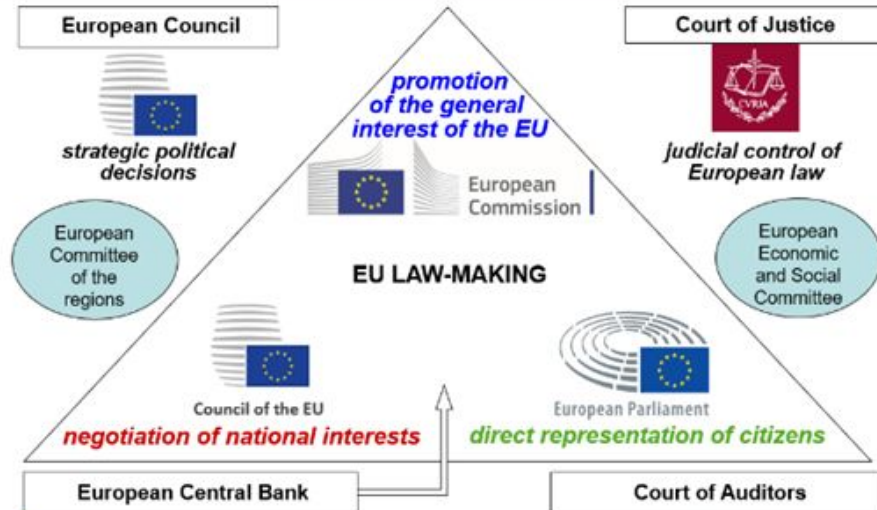 European Council
strategic political
decisions
European
Committee
of the
regions
promotion
of the general
interest of the EU
European
Commission
EU LAW-MAKING
Court of Justice
CVRIA
judicial control of
European law
European
Economic
and Social
Committee
Council of the EU
negotiation of national interests
European Parliament
direct representation of citizens
European Central Bank
Court of Auditors